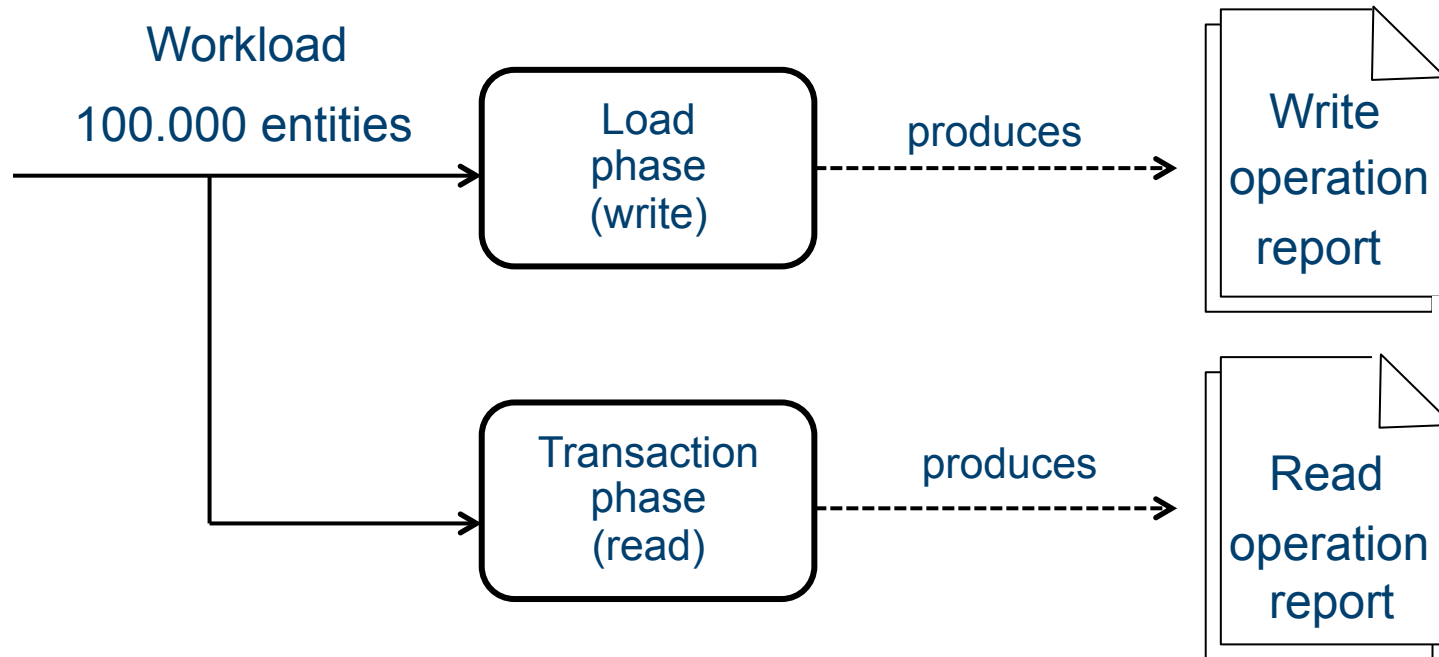 Workload
100.000 entities
Load
phase
(write)
produces
Write
operation
report
Transaction
phase
(read)
produces
Read
operation
report